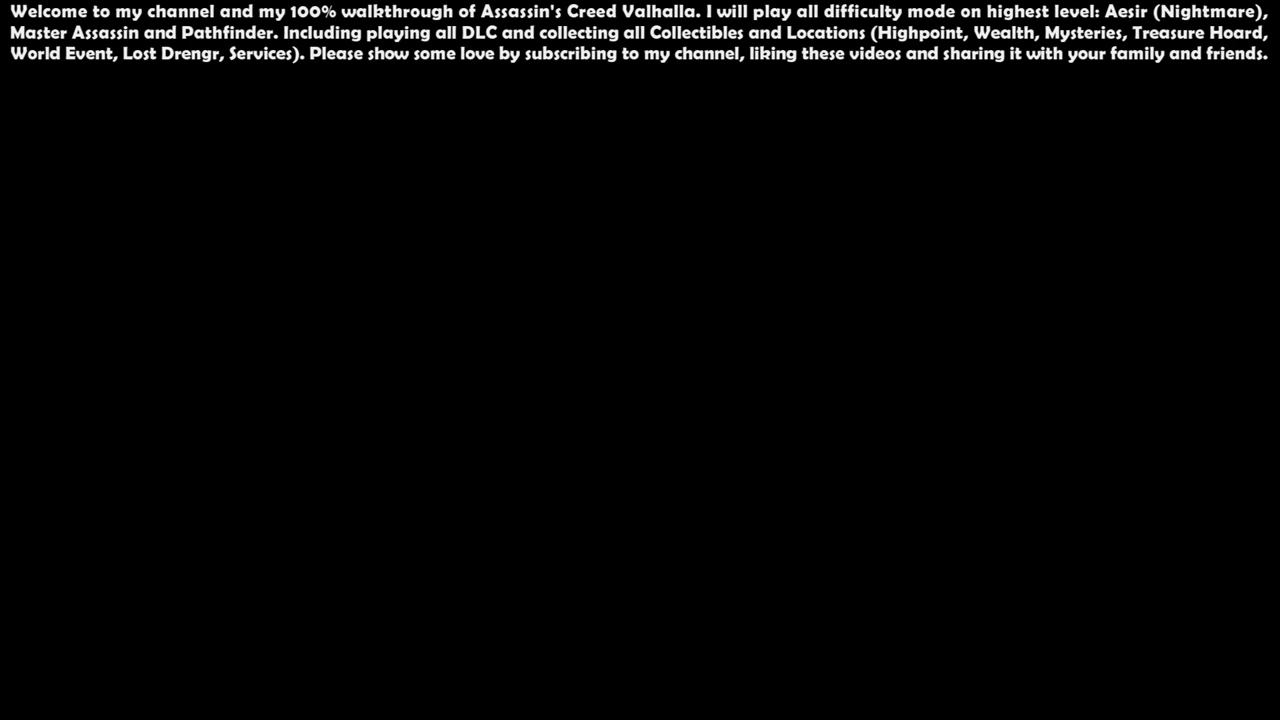 Welcome to my channel and my 100% walkthrough of Assassin's Creed Valhalla. I will play all difficulty mode on highest level: Aesir (Nightmare),
Master Assassin and Pathfinder. Including playing all DLC and collecting all Collectibles and Locations (Highpoint, Wealth, Mysteries, Treasure Hoard,
World Event, Lost Drengr, Services). Please show some love by subscribing to my channel, liking these videos and sharing it with your family and friends.